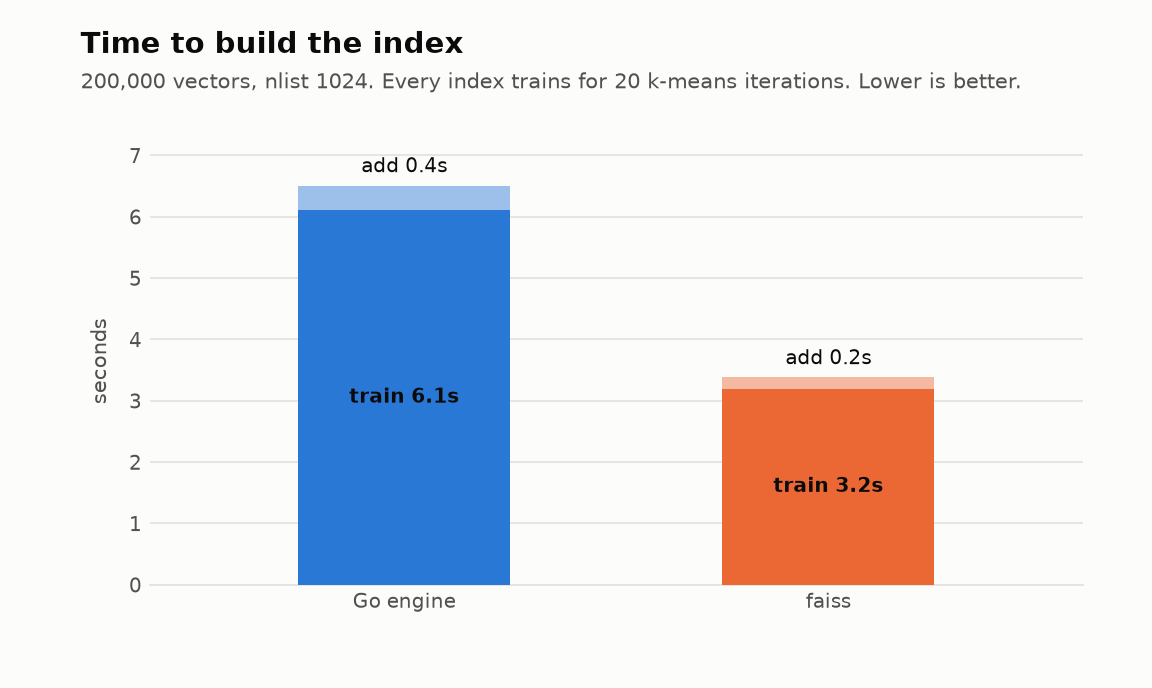 Time to build the index
200,000 vectors, nlist 1024. Every index trains for 20 k-means iterations. Lower is better.
7
add 0.4s
6
5
4
add 0.2s
seconds
train 6.1s
3
2
train 3.2s
1
0
Go engine
faiss